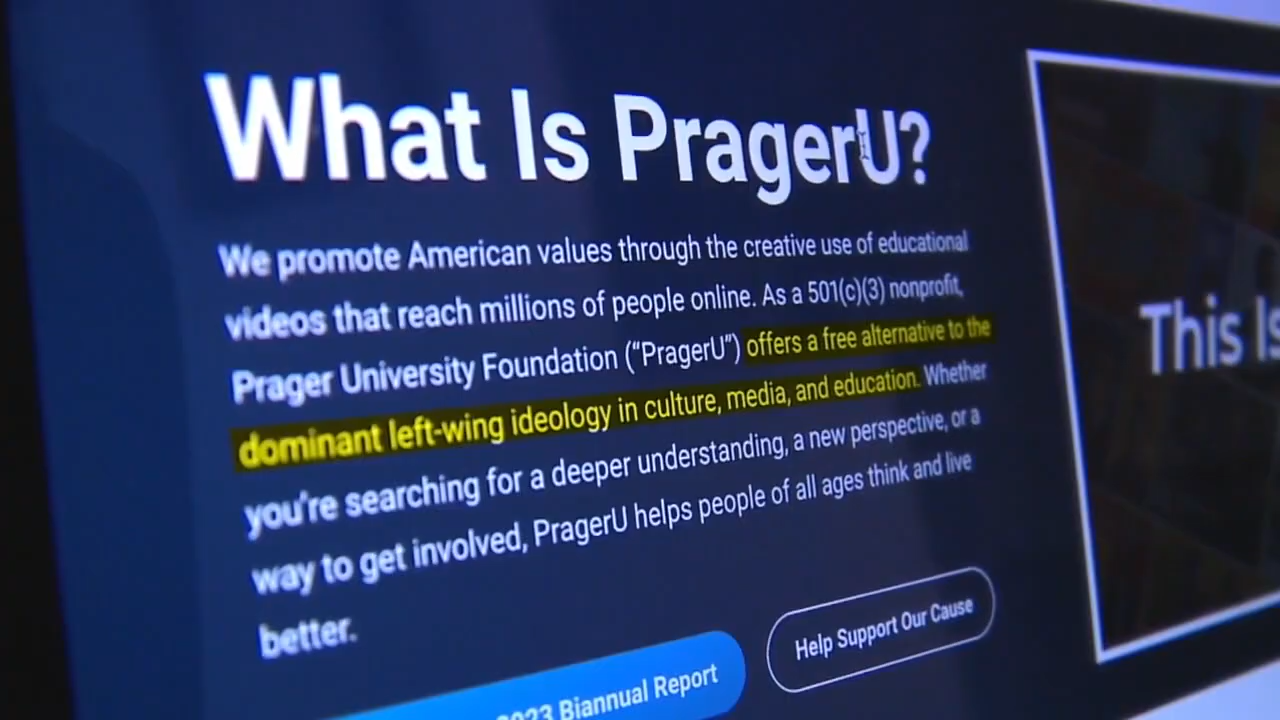 What Is PragerU?
We promote American values through the creative use of educational
videos that reach millions of people online. As a 501(c)(3) nonprofit,
Prager University Foundation (“PragerU”) offers a free alternative to the
dominant left-wing ideology in culture, media, and education. Whether
you're searching for a deeper understanding, a new perspective, or a
way to get involved, PragerU helps people of all ages think and live
better.
This
Help Support Our Cause
2023 Biannual Report